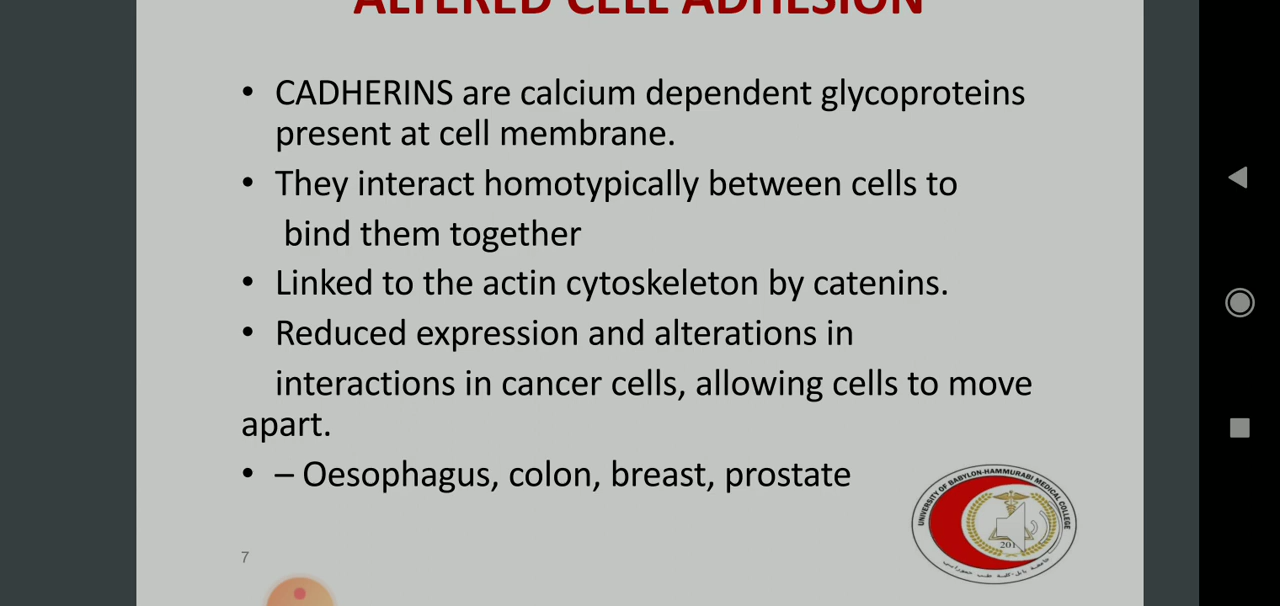 ALTERED CELL ADHESION
• CADHERINS are calcium dependent glycoproteins
present at cell membrane.
• They interact homotypically between cells to
bind them together
• Linked to the actin cytoskeleton by catenins.
• Reduced expression and alterations in
interactions in cancer cells, allowing cells to move
apart.
• – Oesophagus, colon, breast, prostate
UNIVERSITY OF BABYLON-HAMMURABI MEDICAL COLLEGE
201
7